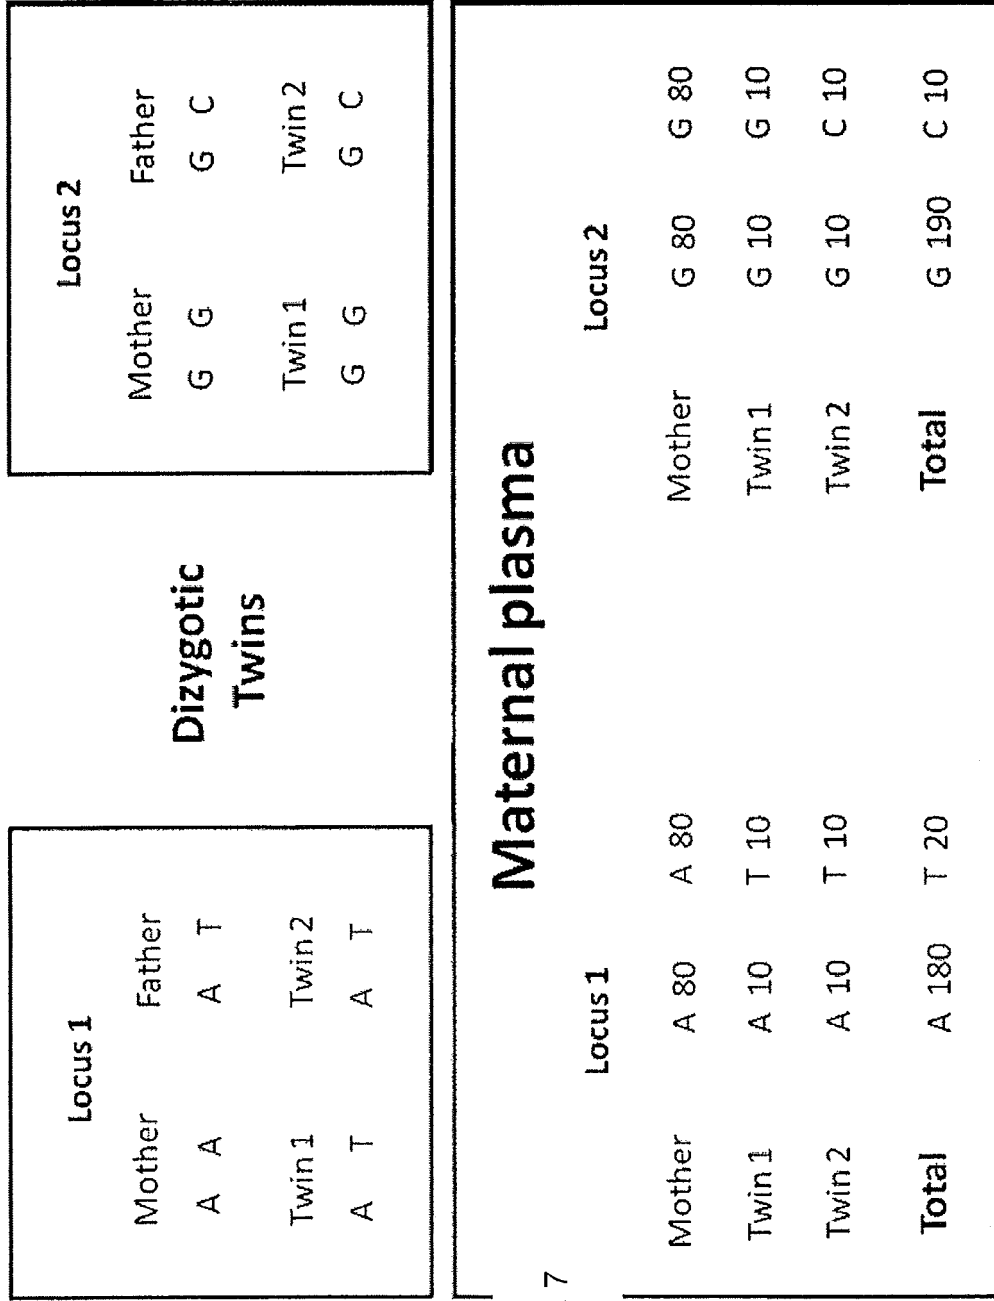 Locus 1
Mother Father
A A A T
Twin 1 Twin 2
A T A T
Dizygotic
Twins
Locus 2
Mother Father
G G G C
Twin 1 Twin 2
G G G C
Maternal plasma
Locus 1
Mother A 80 A 80
Twin 1 A 10 T 10
Twin 2 A 10 T 10
Total A 180 T 20
Locus 2
Mother G 80 G 80
Twin 1 G 10 G 10
Twin 2 G 10 C 10
Total G 190 C 10
7